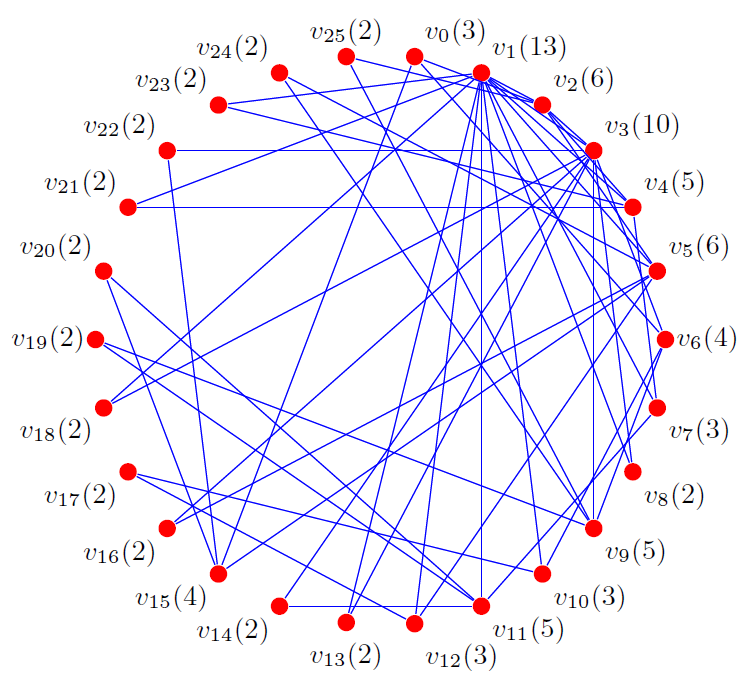 v₀(3)
v₁(13)
v₂(6)
v₃(10)
v₄(5)
v₅(6)
v₆(4)
v₇(3)
v₈(2)
v₉(5)
v₁₀(3)
v₁₁(5)
v₁₂(3)
v₁₃(2)
v₁₄(2)
v₁₅(4)
v₁₆(2)
v₁₇(2)
v₁₈(2)
v₁₉(2)
v₂₀(2)
v₂₁(2)
v₂₂(2)
v₂₃(2)
v₂₄(2)
v₂₅(2)